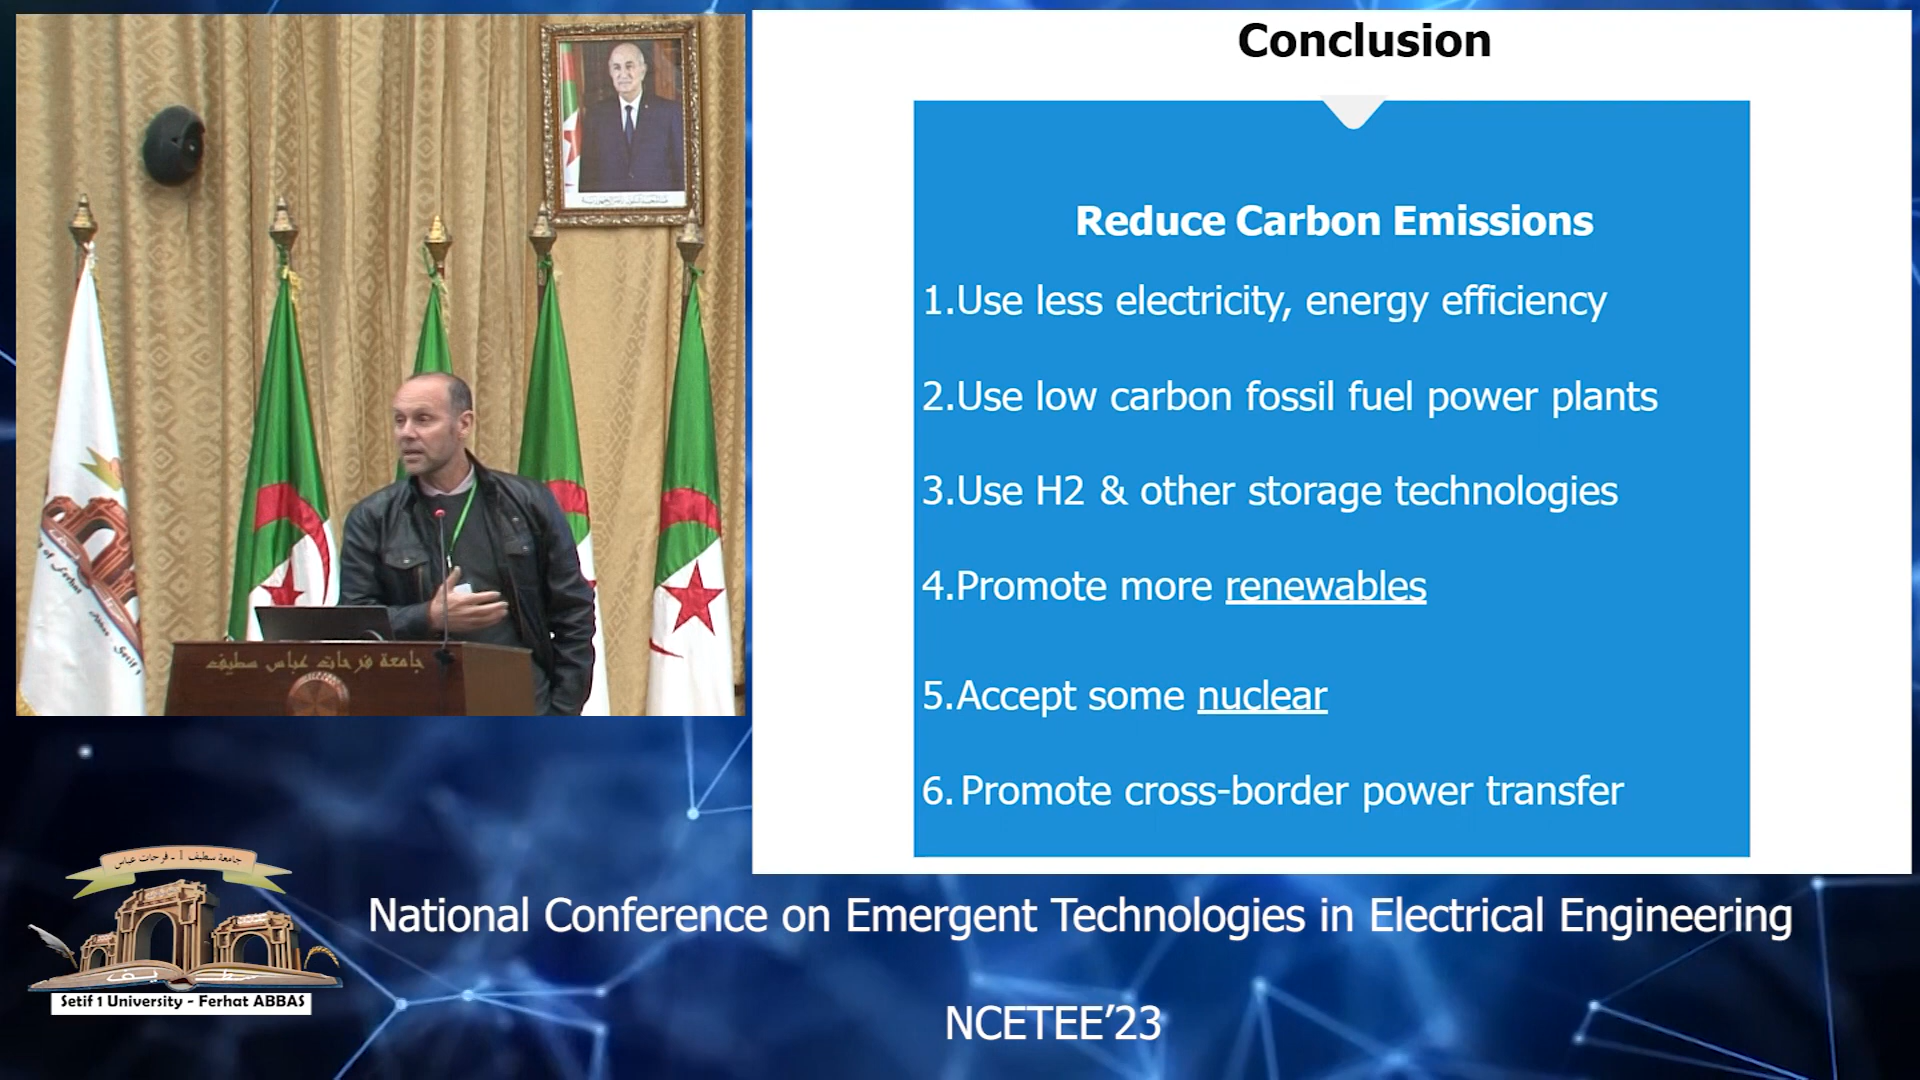 Conclusion
Reduce Carbon Emissions
1.Use less electricity, energy efficiency
2.Use low carbon fossil fuel power plants
3.Use H2 & other storage technologies
4.Promote more renewables
5.Accept some nuclear
6. Promote cross-border power transfer
جامعة فرحات عباس سطيف
جامعة سطيف 1 - فرحات عباس
سطيف
Setif 1 University - Ferhat ABBAS
National Conference on Emergent Technologies in Electrical Engineering
NCETEE’23